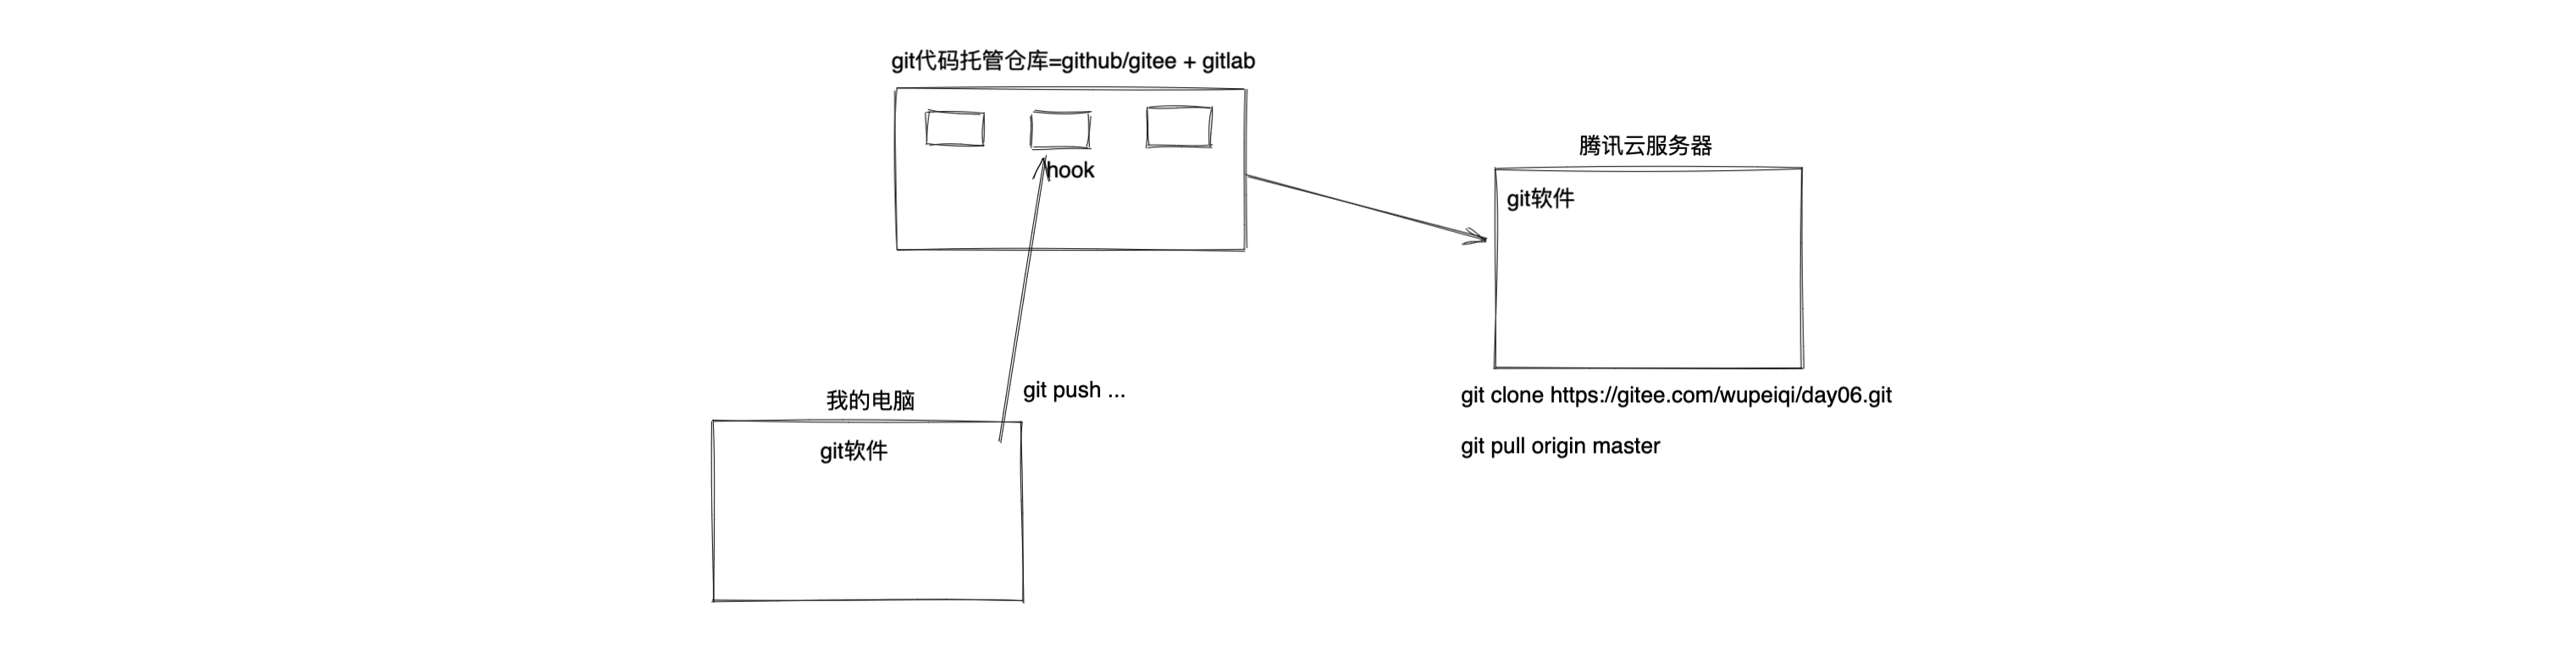 git代码托管仓库=github/gitee + gitlab
hook
腾讯云服务器
git软件
git clone https://gitee.com/wupeiqi/day06.git
git pull origin master
git push ...
我的电脑
git软件